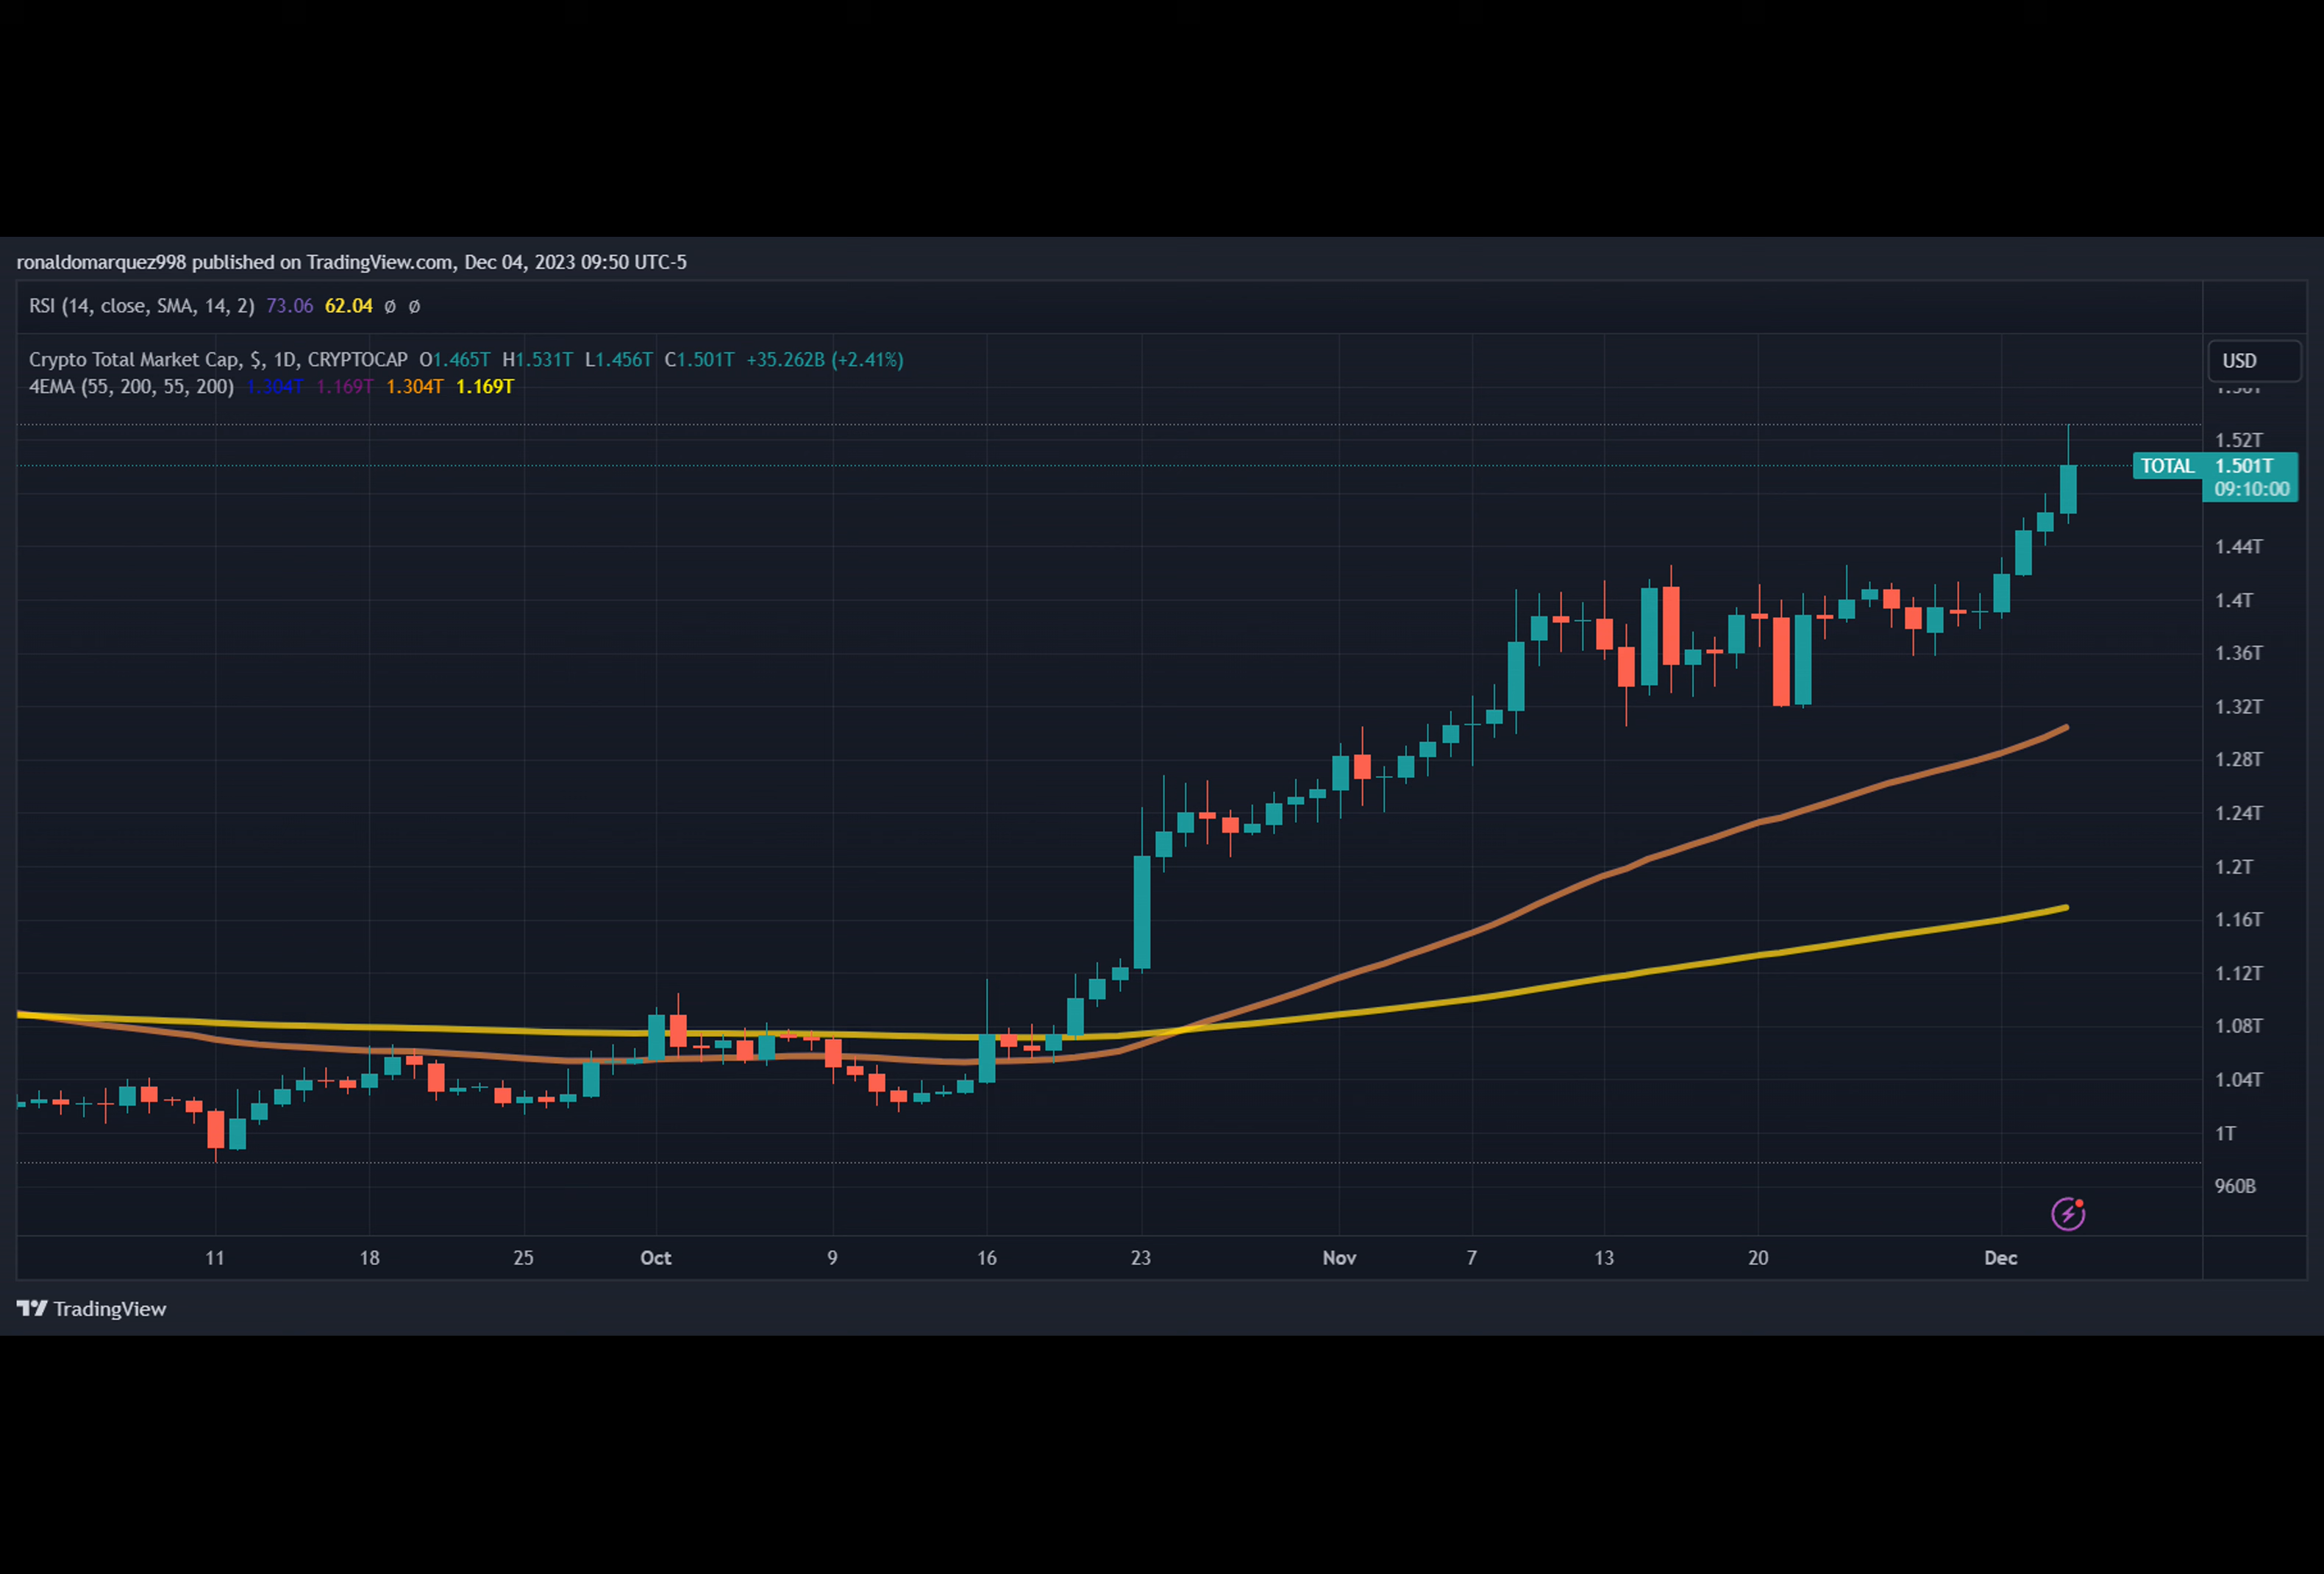 ronaldomarquez998 published on TradingView.com, Dec 04, 2023 09:50 UTC-5
RSI (14, close, SMA, 14, 2) 73.06 62.04 ∅ ∅
Crypto Total Market Cap, $, 1D, CRYPTOCAP O1.465T H1.531T L1.456T C1.501T +35.262B (+2.41%)
4EMA (55, 200, 55, 200) 1.304T 1.169T 1.304T 1.169T
USD
1.52T
TOTAL 1.501T
09:10:00
1.44T
1.4T
1.36T
1.32T
1.28T
1.24T
1.2T
1.16T
1.12T
1.08T
1.04T
1T
960B
11 18 25 Oct 9 16 23 Nov 7 13 20 Dec
TradingView